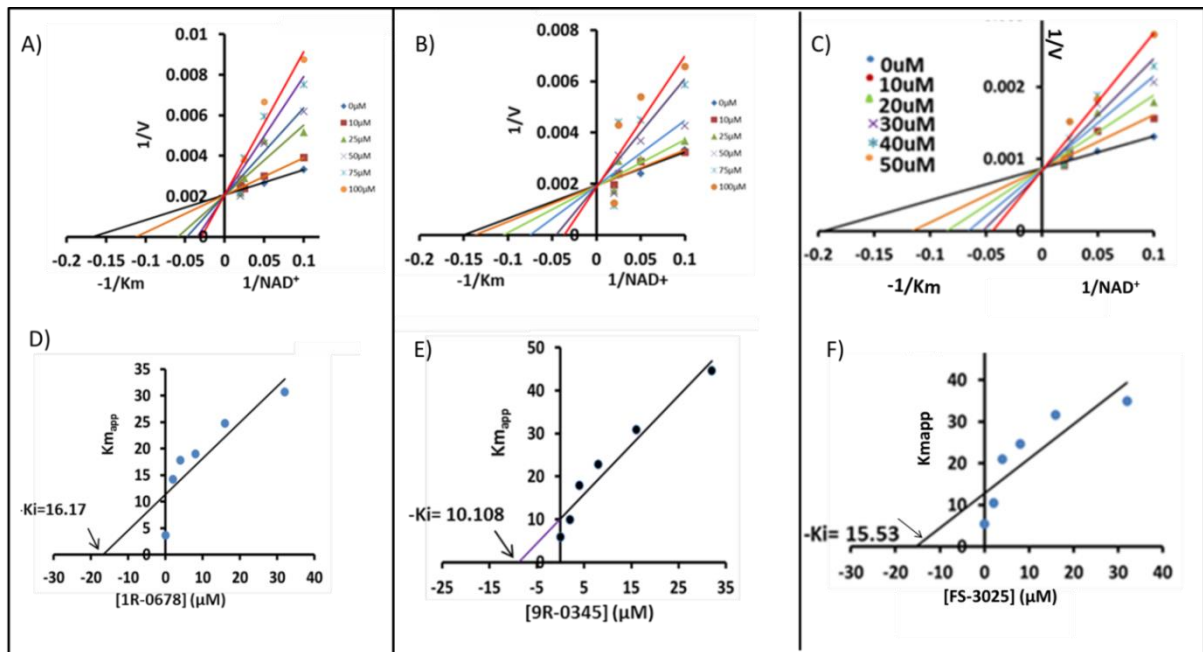 A)
0.01
0.008
0.006
0.004
0.002
0
1/V
-0.2 -0.15 -0.1 -0.05 0 0.05 0.1
-1/Km 1/NAD⁺
0µM
10µM
25µM
50µM
75µM
100µM
B)
0.008
0.006
0.004
0.002
0
1/V
-0.2 -0.15 -0.1 -0.05 0 0.05 0.1
-1/Km 1/NAD+
0µM
10µM
25µM
50µM
75µM
100µM
C)
1/V
0.002
0.001
0
-0.2 -0.15 -0.1 -0.05 0 0.05 0.1
-1/Km 1/NAD⁺
0uM
10uM
20uM
30uM
40uM
50uM
D)
35
30
25
20
15
10
5
0
Kmapp
-Ki=16.17
-30 -20 -10 0 10 20 30 40
[1R-0678] (µM)
E)
50
40
30
20
10
0
Kmapp
-Ki= 10.108
-25 -15 -5 5 15 25 35
[9R-0345] (µM)
F)
40
30
20
10
0
Kmapp
-Ki= 15.53
-30 -20 -10 0 10 20 30 40
[FS-3025] (µM)